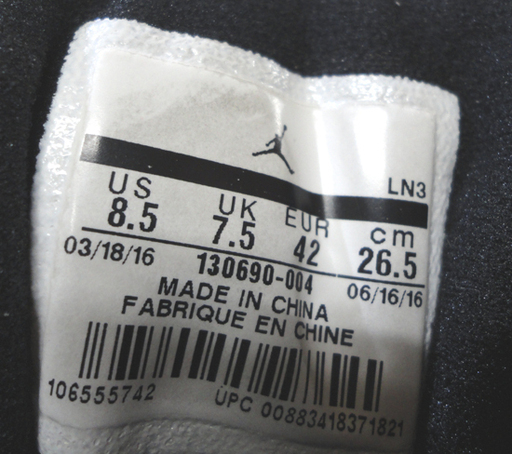 LN3
US UK EUR cm
8.5 7.5 42 26.5
03/18/16 130690-004 06/16/16
MADE IN CHINA
FABRIQUE EN CHINE
106555742 UPC 00883418371821